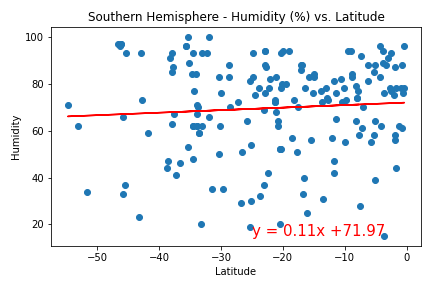 Southern Hemisphere - Humidity (%) vs. Latitude
100
80
60
40
20
Humidity
y = 0.11x +71.97
−50
−40
−30
−20
−10
0
Latitude